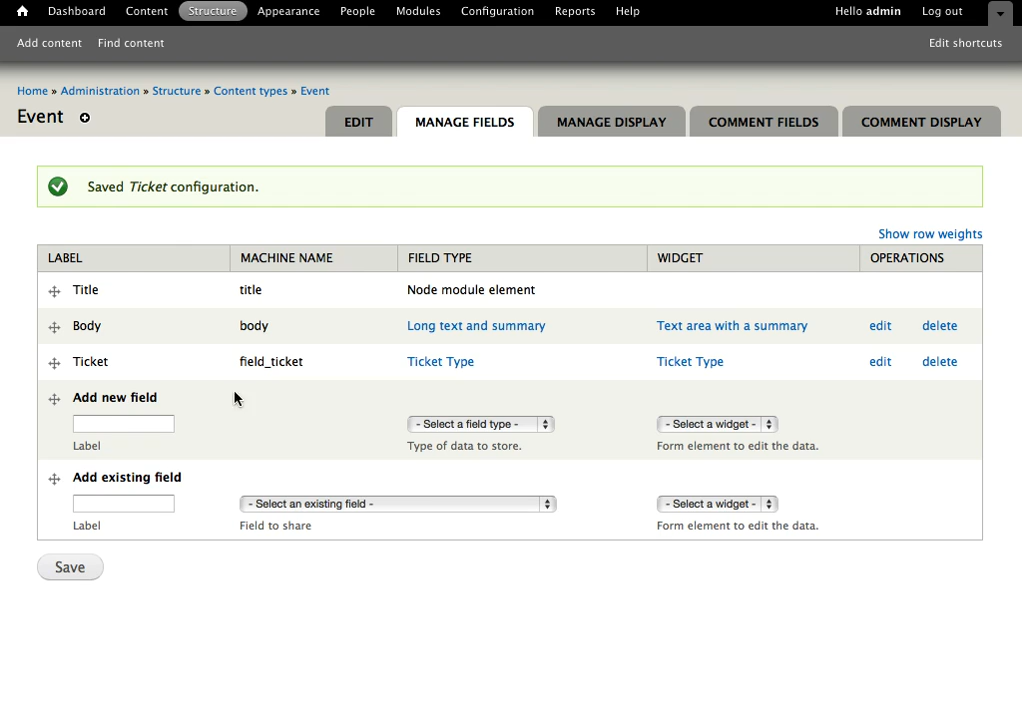 Dashboard Content Structure Appearance People Modules Configuration Reports Help Hello admin Log out
Add content Find content Edit shortcuts
Home » Administration » Structure » Content types » Event
Event EDIT MANAGE FIELDS MANAGE DISPLAY COMMENT FIELDS COMMENT DISPLAY
Saved Ticket configuration.
Show row weights
LABEL MACHINE NAME FIELD TYPE WIDGET OPERATIONS
Title title Node module element
Body body Long text and summary Text area with a summary edit delete
Ticket field_ticket Ticket Type Ticket Type edit delete
Add new field
- Select a field type - - Select a widget -
Label Type of data to store. Form element to edit the data.
Add existing field
- Select an existing field - - Select a widget -
Label Field to share Form element to edit the data.
Save